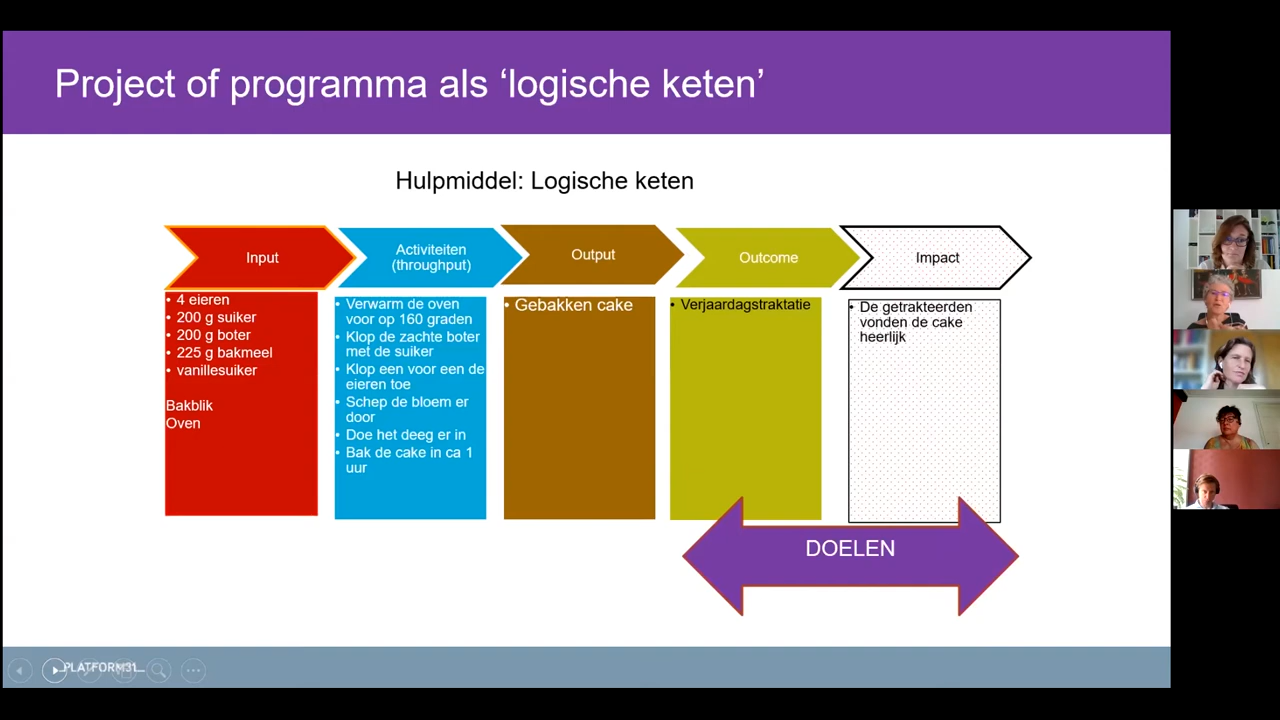 Project of programma als ‘logische keten’
Hulpmiddel: Logische keten
Input
Activiteiten
(throughput)
Output
Outcome
Impact
• 4 eieren
• 200 g suiker
• 200 g boter
• 225 g bakmeel
• vanillesuiker
Bakblik
Oven
• Verwarm de oven
voor op 160 graden
• Klop de zachte boter
met de suiker
• Klop een voor een de
eieren toe
• Schep de bloem er
door
• Doe het deeg er in
• Bak de cake in ca 1
uur
• Gebakken cake
• Verjaardagstraktatie
• De getrakteerden
vonden de cake
heerlijk
DOELEN
PLATFORM31